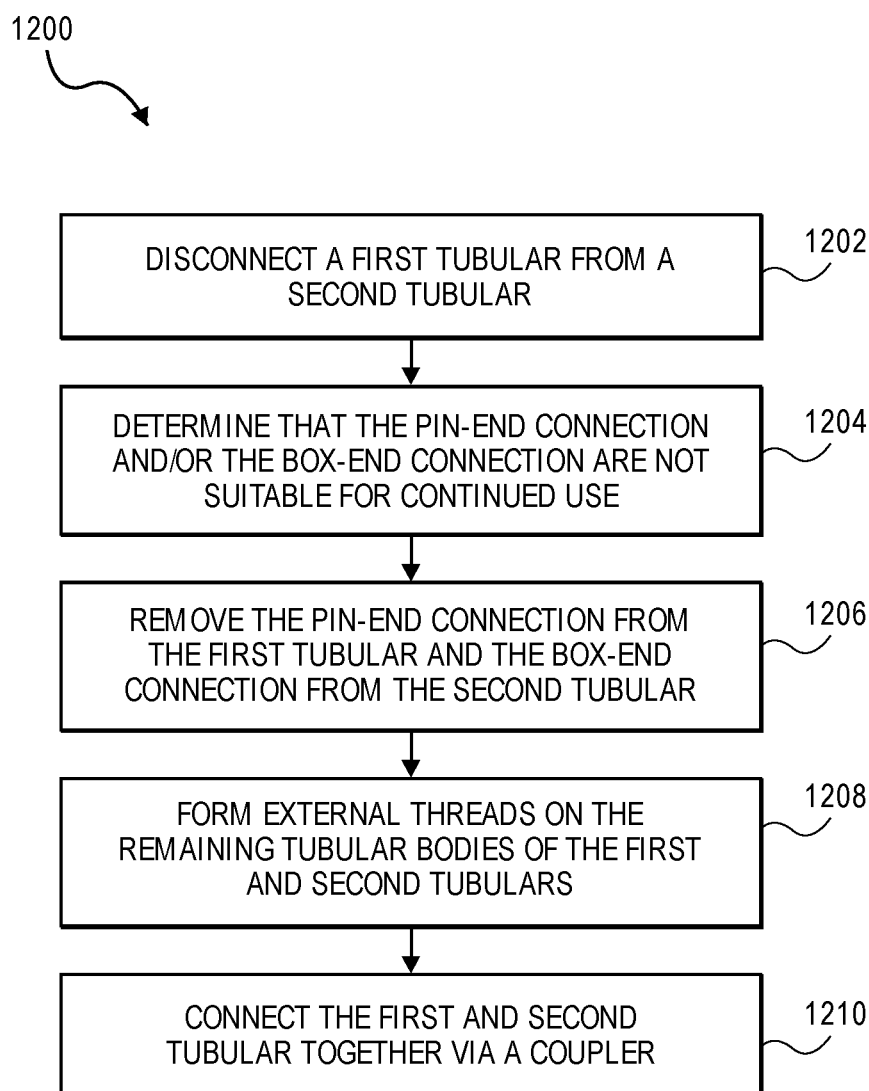 1200
DISCONNECT A FIRST TUBULAR FROM A
SECOND TUBULAR
1202
DETERMINE THAT THE PIN-END CONNECTION
AND/OR THE BOX-END CONNECTION ARE NOT
SUITABLE FOR CONTINUED USE
1204
REMOVE THE PIN-END CONNECTION FROM
THE FIRST TUBULAR AND THE BOX-END
CONNECTION FROM THE SECOND TUBULAR
1206
FORM EXTERNAL THREADS ON THE
REMAINING TUBULAR BODIES OF THE FIRST
AND SECOND TUBULARS
1208
CONNECT THE FIRST AND SECOND
TUBULAR TOGETHER VIA A COUPLER
1210